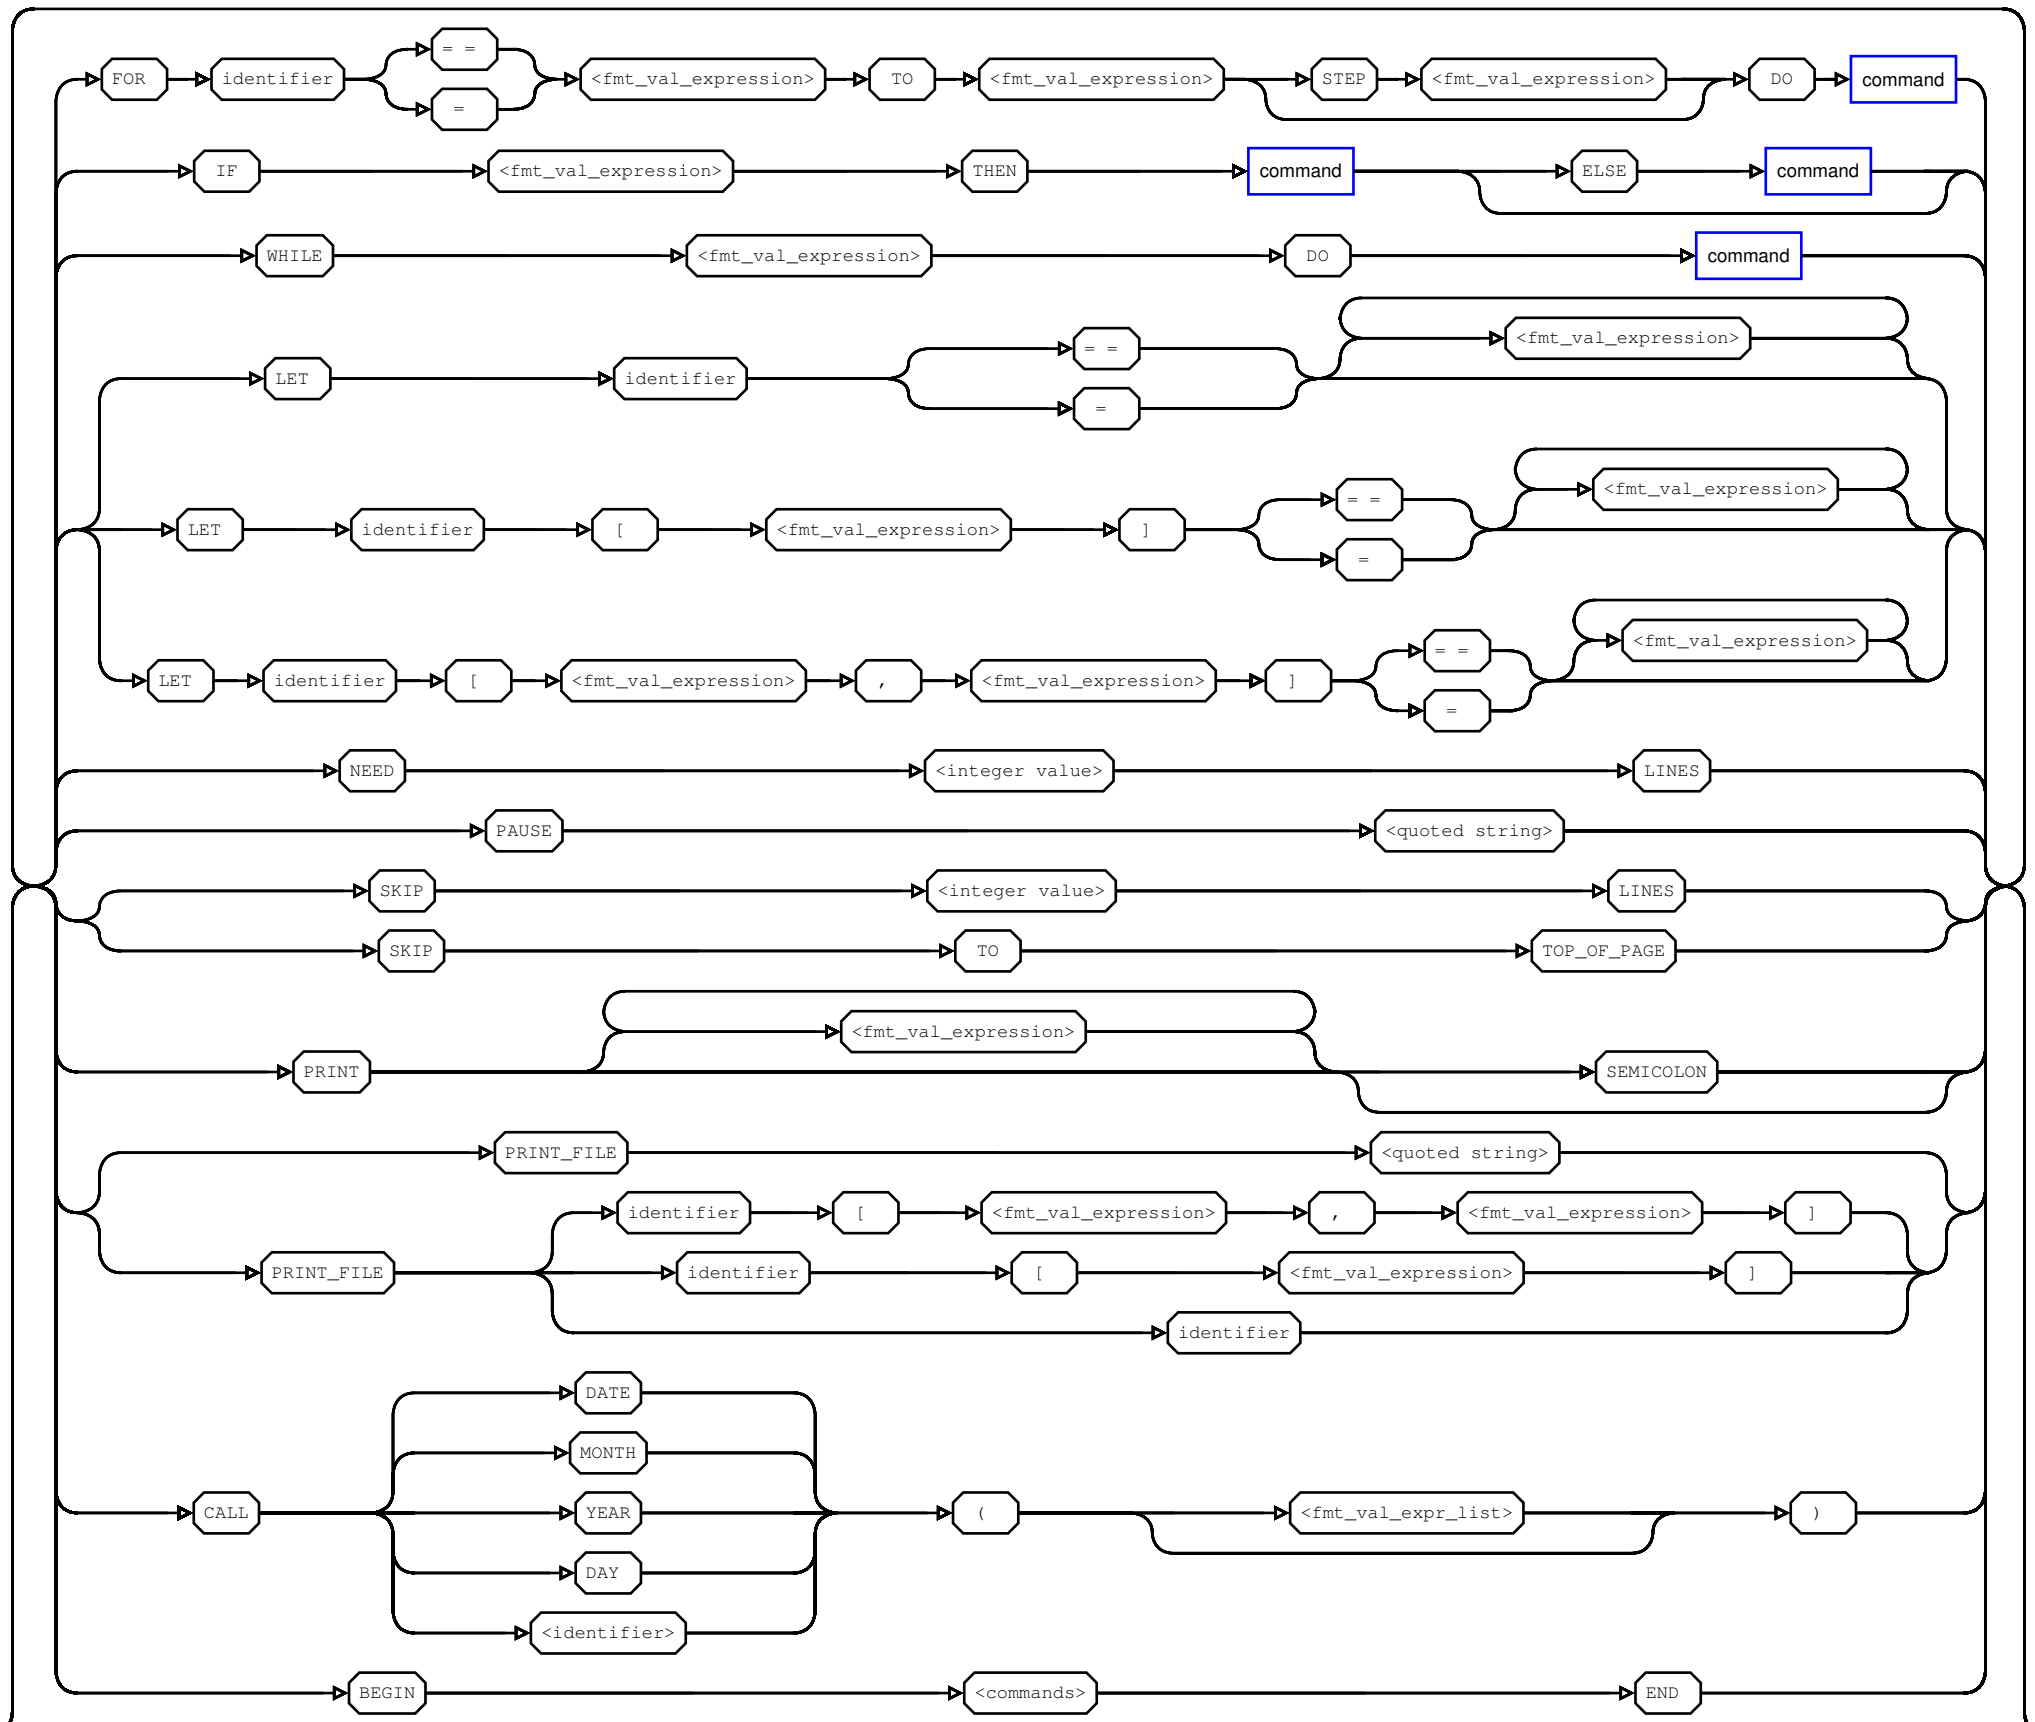 = =
FOR identifier <fmt_val_expression> TO <fmt_val_expression> STEP <fmt_val_expression> DO command
=
IF <fmt_val_expression> THEN command ELSE command
WHILE <fmt_val_expression> DO command
<fmt_val_expression>
= =
LET identifier
=
<fmt_val_expression>
= =
LET identifier [ <fmt_val_expression> ]
=
<fmt_val_expression>
= =
LET identifier [ <fmt_val_expression> , <fmt_val_expression> ]
=
NEED <integer value> LINES
PAUSE <quoted string>
SKIP <integer value> LINES
SKIP TO TOP_OF_PAGE
<fmt_val_expression>
PRINT SEMICOLON
PRINT_FILE <quoted string>
identifier [ <fmt_val_expression> , <fmt_val_expression> ]
PRINT_FILE identifier [ <fmt_val_expression> ]
identifier
DATE
MONTH
CALL YEAR ( <fmt_val_expr_list> )
DAY
<identifier>
BEGIN <commands> END